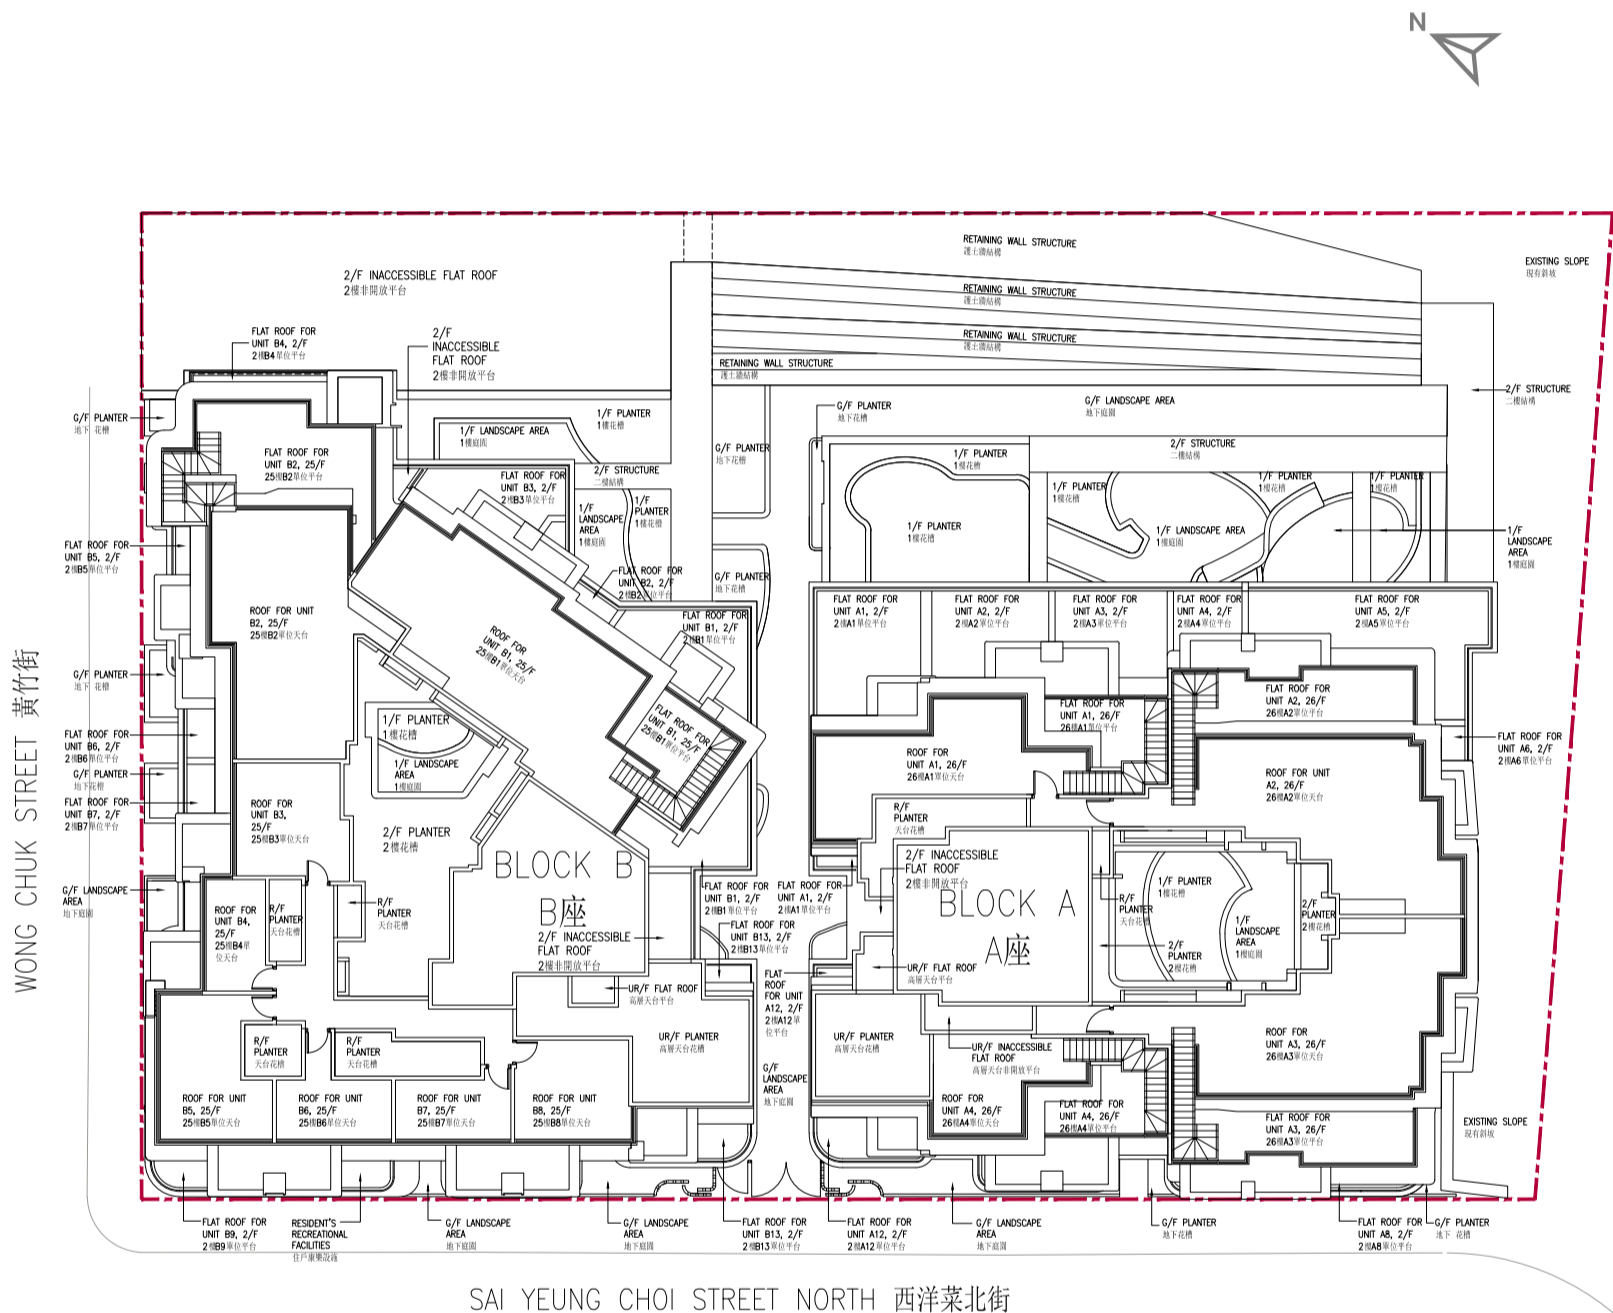 N
RETAINING WALL STRUCTURE
護土牆結構
EXISTING SLOPE
現有斜坡
2/F INACCESSIBLE FLAT ROOF
2樓非開放平台
RETAINING WALL STRUCTURE
護土牆結構
FLAT ROOF FOR
UNIT B4, 2/F
2樓B4單位平台
2/F
INACCESSIBLE
FLAT ROOF
2樓非開放平台
RETAINING WALL STRUCTURE
護土牆結構
RETAINING WALL STRUCTURE
護土牆結構
2/F STRUCTURE
二樓結構
G/F PLANTER
地下 花槽
1/F PLANTER
1樓花槽
1/F LANDSCAPE AREA
1樓庭園
G/F PLANTER
地下花槽
G/F PLANTER
地下花槽
G/F LANDSCAPE AREA
地下庭園
2/F STRUCTURE
二樓結構
FLAT ROOF FOR
UNIT B2, 25/F
25樓B2單位平台
FLAT ROOF FOR
UNIT B3, 2/F
2樓B3單位平台
2/F STRUCTURE
二樓結構
1/F
LANDSCAPE
AREA
1樓庭園
1/F
PLANTER
1樓花槽
1/F PLANTER
1樓花槽
1/F PLANTER
1樓花槽
1/F PLANTER
1樓花槽
1/F PLANTER
1樓花槽
1/F PLANTER
1樓花槽
1/F LANDSCAPE AREA
1樓庭園
1/F
LANDSCAPE
AREA
1樓庭園
FLAT ROOF FOR
UNIT B5, 2/F
2樓B5單位平台
FLAT ROOF FOR
UNIT B2, 2/F
2樓B2單位平台
G/F PLANTER
地下花槽
ROOF FOR UNIT
B2, 25/F
25樓B2單位天台
ROOF FOR
UNIT B1, 25/F
25樓B1單位天台
FLAT ROOF FOR
UNIT B1, 2/F
2樓B1單位平台
FLAT ROOF FOR
UNIT A1, 2/F
2樓A1單位平台
FLAT ROOF FOR
UNIT A2, 2/F
2樓A2單位平台
FLAT ROOF FOR
UNIT A3, 2/F
2樓A3單位平台
FLAT ROOF FOR
UNIT A4, 2/F
2樓A4單位平台
FLAT ROOF FOR
UNIT A5, 2/F
2樓A5單位平台
WONG CHUK STREET 黃竹街
G/F PLANTER
地下 花槽
FLAT ROOF FOR
UNIT B6, 2/F
2樓B6單位平台
G/F PLANTER
地下花槽
FLAT ROOF FOR
UNIT B7, 2/F
2樓B7單位平台
1/F PLANTER
1樓花槽
1/F LANDSCAPE
AREA
1樓庭園
FLAT ROOF FOR
UNIT B1, 25/F
25樓B1單位平台
FLAT ROOF FOR
UNIT A1, 26/F
26樓A1單位平台
FLAT ROOF FOR
UNIT A2, 26/F
26樓A2單位平台
FLAT ROOF FOR
UNIT A6, 2/F
2樓A6單位平台
ROOF FOR
UNIT A1, 26/F
26樓A1單位天台
ROOF FOR UNIT
A2, 26/F
26樓A2單位天台
ROOF FOR
UNIT B3,
25/F
25樓B3單位天台
2/F PLANTER
2樓花槽
R/F
PLANTER
天台花槽
BLOCK B
B座
2/F INACCESSIBLE
FLAT ROOF
2樓非開放平台
BLOCK A
A座
G/F LANDSCAPE
AREA
地下庭園
ROOF FOR
UNIT B4,
25/F
25樓B4單
位天台
R/F
PLANTER
天台花槽
R/F
PLANTER
天台花槽
2/F INACCESSIBLE
FLAT ROOF
2樓非開放平台
FLAT ROOF FOR
UNIT B1, 2/F
2樓B1單位平台
FLAT ROOF FOR
UNIT A1, 2/F
2樓A1單位平台
FLAT ROOF FOR
UNIT B13, 2/F
2樓B13單位平台
R/F
PLANTER
天台花槽
1/F PLANTER
1樓花槽
1/F
LANDSCAPE
AREA
1樓庭園
2/F
PLANTER
2樓花槽
2/F
PLANTER
2樓花槽
UR/F FLAT ROOF
高層天台平台
FLAT
ROOF
FOR UNIT
A12, 2/F
2樓A12單
位平台
UR/F FLAT ROOF
高層天台平台
R/F
PLANTER
天台花槽
R/F
PLANTER
天台花槽
UR/F PLANTER
高層天台花槽
UR/F PLANTER
高層天台花槽
UR/F INACCESSIBLE
FLAT ROOF
高層天台非開放平台
ROOF FOR
UNIT A3, 26/F
26樓A3單位天台
G/F
LANDSCAPE
AREA
地下庭園
ROOF FOR UNIT
B5, 25/F
25樓B5單位天台
ROOF FOR UNIT
B6, 25/F
25樓B6單位天台
ROOF FOR UNIT
B7, 25/F
25樓B7單位天台
ROOF FOR UNIT
B8, 25/F
25樓B8單位天台
ROOF FOR
UNIT A4, 26/F
26樓A4單位天台
FLAT ROOF FOR
UNIT A4, 26/F
26樓A4單位平台
FLAT ROOF FOR
UNIT A3, 26/F
26樓A3單位平台
EXISTING SLOPE
現有斜坡
FLAT ROOF FOR
UNIT B9, 2/F
2樓B9單位平台
RESIDENT'S
RECREATIONAL
FACILITIES
住戶康樂設施
G/F LANDSCAPE
AREA
地下庭園
G/F LANDSCAPE
AREA
地下庭園
FLAT ROOF FOR
UNIT B13, 2/F
2樓B13單位平台
FLAT ROOF FOR
UNIT A12, 2/F
2樓A12單位平台
G/F LANDSCAPE
AREA
地下庭園
G/F PLANTER
地下花槽
FLAT ROOF FOR
UNIT A8, 2/F
2樓A8單位平台
G/F PLANTER
地下 花槽
SAI YEUNG CHOI STREET NORTH 西洋菜北街